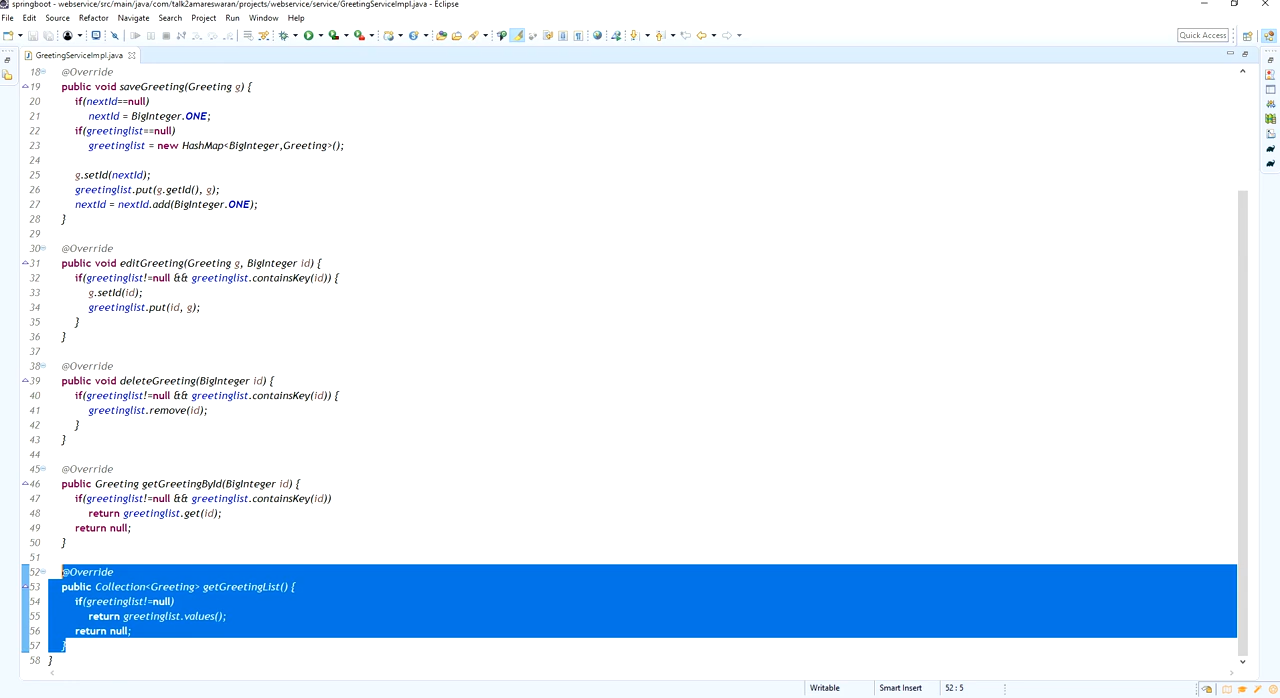 springboot - webservice/src/main/java/com/talk2amareswaran/projects/webservice/service/GreetingServiceImpl.java - Eclipse
File Edit Source Refactor Navigate Search Project Run Window Help
Quick Access
GreetingServiceImpl.java
18 @Override
19 public void saveGreeting(Greeting g) {
20 if(nextId==null)
21 nextId = BigInteger.ONE;
22 if(greetinglist==null)
23 greetinglist = new HashMap<BigInteger,Greeting>();
24
25 g.setId(nextId);
26 greetinglist.put(g.getId(), g);
27 nextId = nextId.add(BigInteger.ONE);
28 }
29
30 @Override
31 public void editGreeting(Greeting g, BigInteger id) {
32 if(greetinglist!=null && greetinglist.containsKey(id)) {
33 g.setId(id);
34 greetinglist.put(id, g);
35 }
36 }
37
38 @Override
39 public void deleteGreeting(BigInteger id) {
40 if(greetinglist!=null && greetinglist.containsKey(id)) {
41 greetinglist.remove(id);
42 }
43 }
44
45 @Override
46 public Greeting getGreetingById(BigInteger id) {
47 if(greetinglist!=null && greetinglist.containsKey(id))
48 return greetinglist.get(id);
49 return null;
50 }
51
52 @Override
53 public Collection<Greeting> getGreetingList() {
54 if(greetinglist!=null)
55 return greetinglist.values();
56 return null;
57 }
58 }
Writable Smart Insert 52 : 5